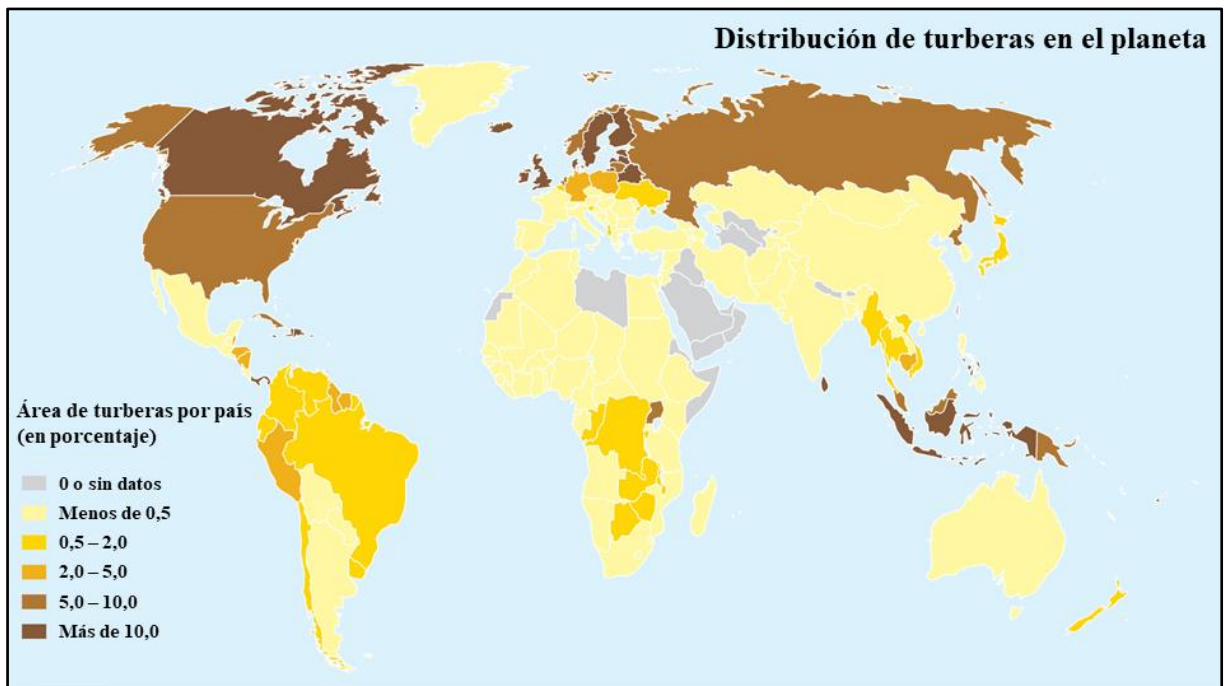 Distribución de turberas en el planeta
Área de turberas por país
(en porcentaje)
0 o sin datos
Menos de 0,5
0,5 – 2,0
2,0 – 5,0
5,0 – 10,0
Más de 10,0